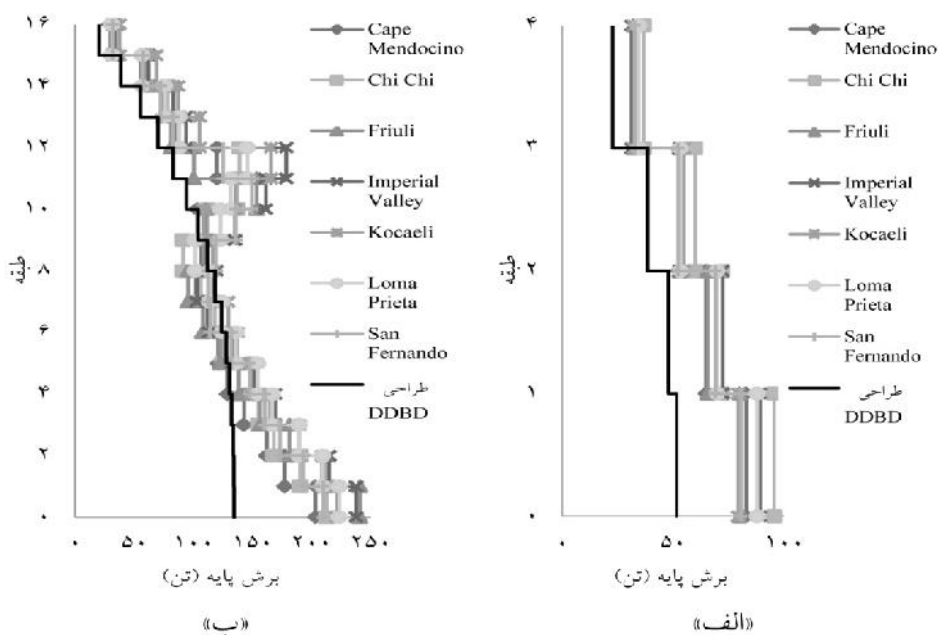 ۴
۳
۲
۱
۰
طبقه
۰
۵۰
۱۰۰
برش پایه (تن)
Cape
Mendocino
Chi Chi
Friuli
Imperial
Valley
Kocaeli
Loma
Prieta
San
Fernando
طراحی
DDBD
«الف»
۱۶
۱۴
۱۲
۱۰
۸
۶
۴
۲
۰
طبقه
۰
۵۰
۱۰۰
۱۵۰
۲۰۰
۲۵۰
برش پایه (تن)
Cape
Mendocino
Chi Chi
Friuli
Imperial
Valley
Kocaeli
Loma
Prieta
San
Fernando
طراحی
DDBD
«ب»